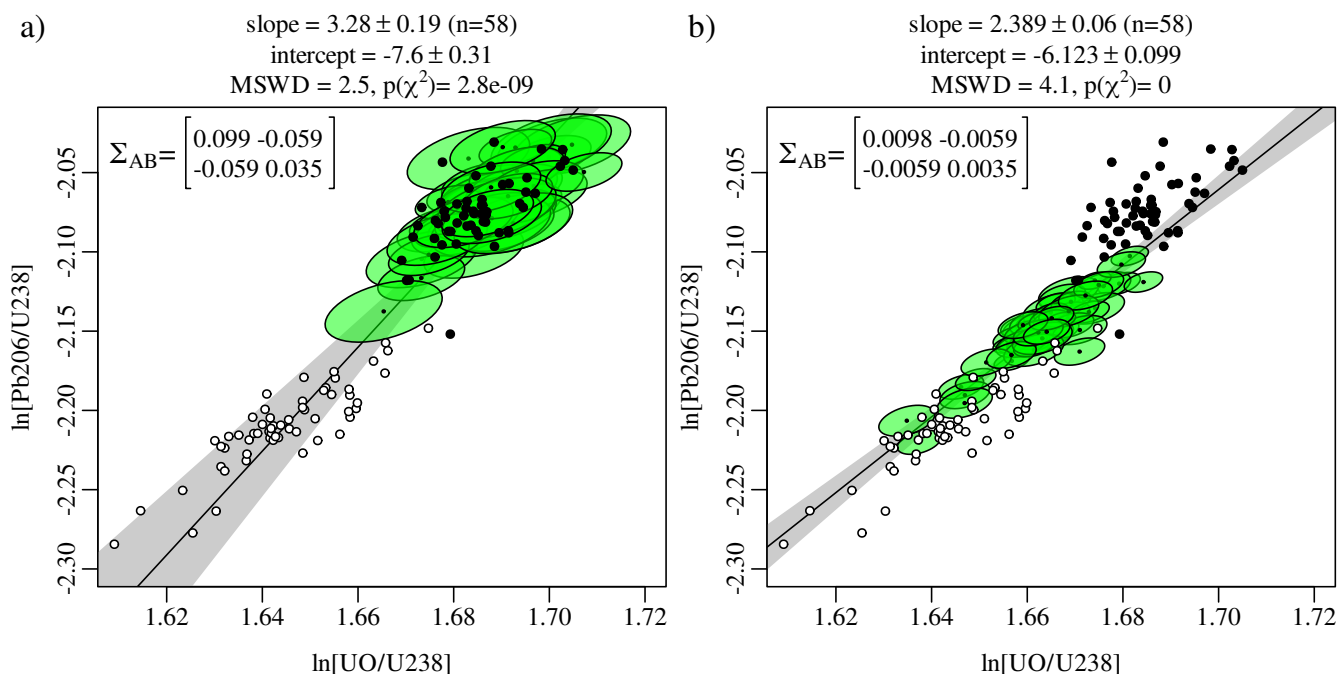 a)
slope = 3.28 ± 0.19 (n=58)
intercept = -7.6 ± 0.31
MSWD = 2.5, p(χ²)= 2.8e-09
Σ_AB= [0.099 -0.059
-0.059 0.035]
ln[Pb206/U238]
-2.05
-2.10
-2.15
-2.20
-2.25
-2.30
1.62 1.64 1.66 1.68 1.70 1.72
ln[UO/U238]
b)
slope = 2.389 ± 0.06 (n=58)
intercept = -6.123 ± 0.099
MSWD = 4.1, p(χ²)= 0
Σ_AB= [0.0098 -0.0059
-0.0059 0.0035]
ln[Pb206/U238]
-2.05
-2.10
-2.15
-2.20
-2.25
-2.30
1.62 1.64 1.66 1.68 1.70 1.72
ln[UO/U238]